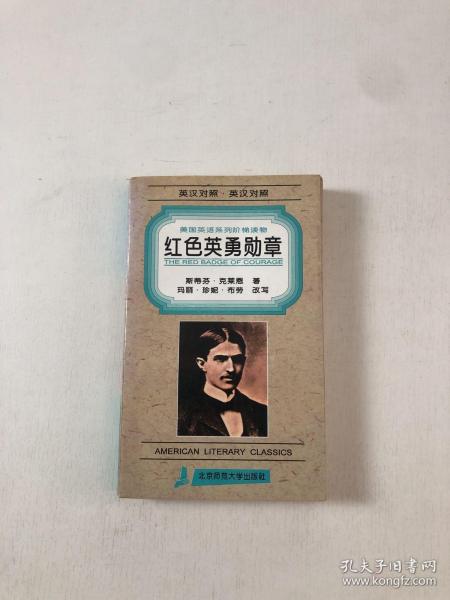 英汉对照·英汉对照
美国英语系列阶梯读物
红色英勇勋章
THE RED BADGE OF COURAGE
斯蒂芬·克莱恩 著
玛丽·珍妮·布劳 改写
AMERICAN LITERARY CLASSICS
北京师范大学出版社
孔夫子旧书网
www.kongfz.com